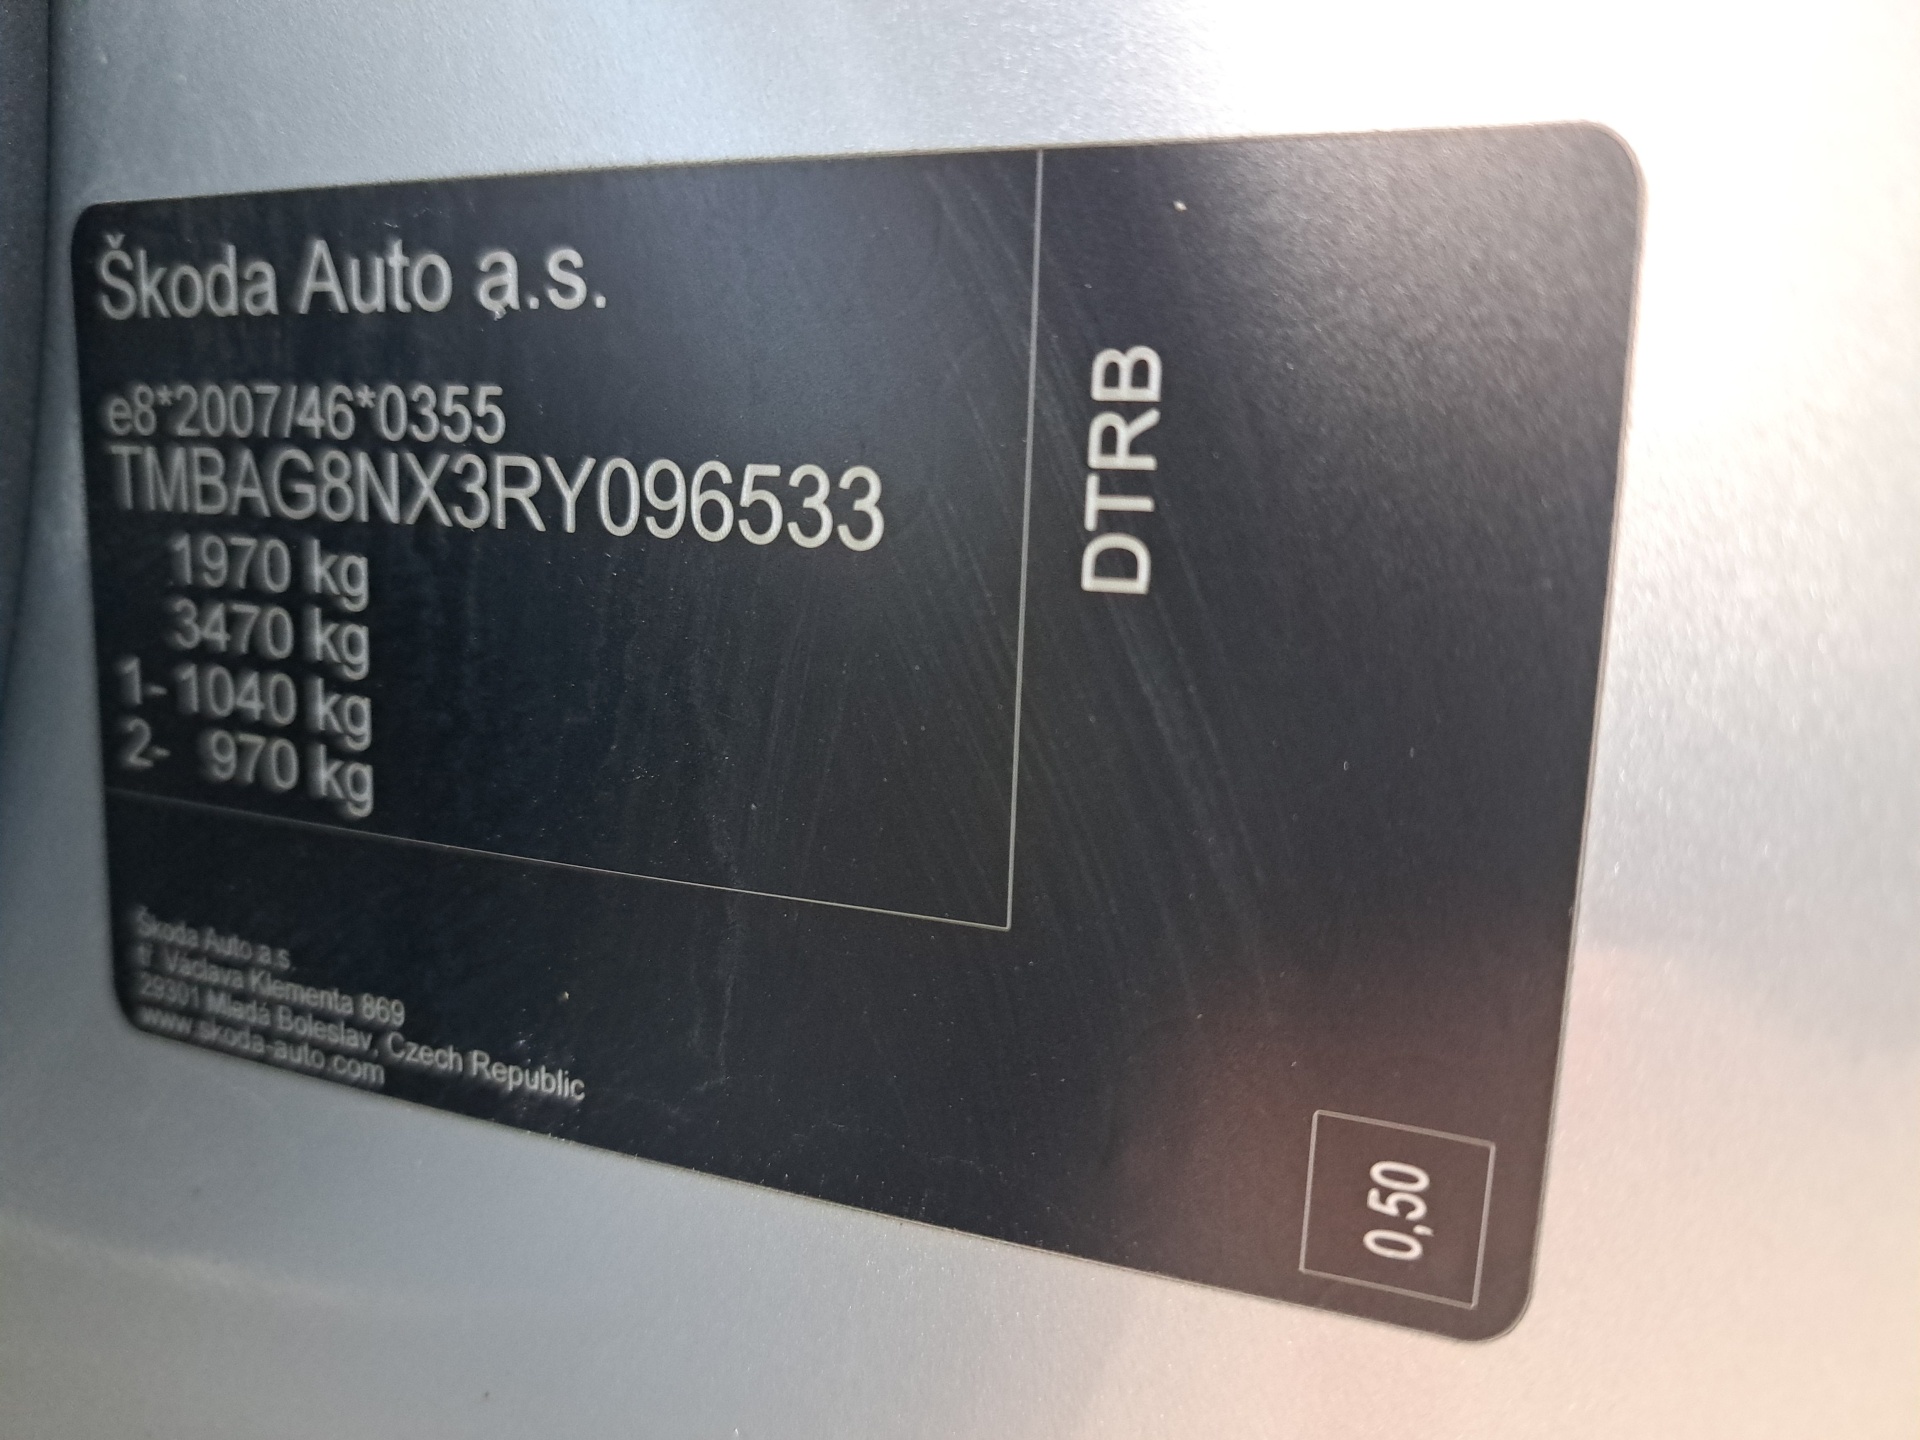 Škoda Auto a.s.
e8*2007/46*0355
TMBAG8NX3RY096533
1970 kg
3470 kg
1- 1040 kg
2- 970 kg
DTRB
Škoda Auto a.s.
tř. Václava Klementa 869
29301 Mladá Boleslav, Czech Republic
www.skoda-auto.com
0,50